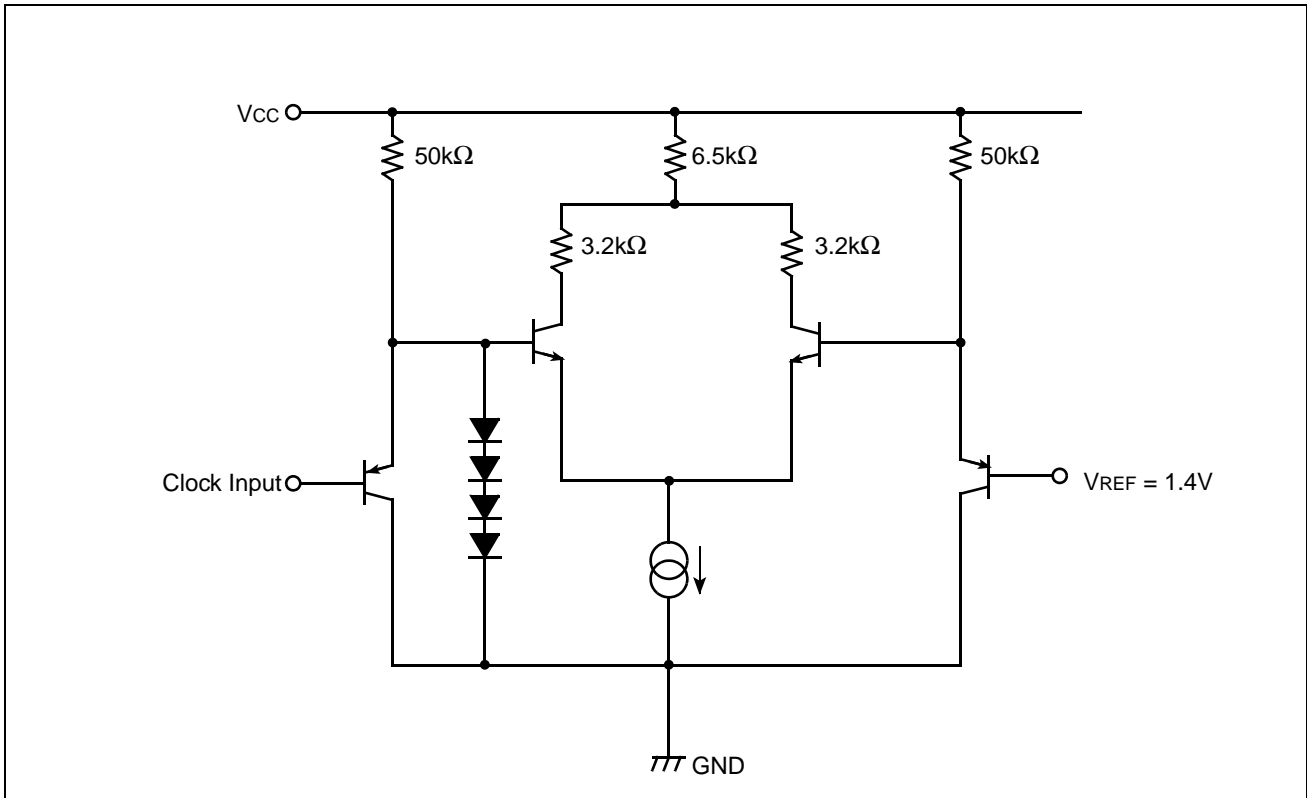 VCC
50kΩ
6.5kΩ
50kΩ
3.2kΩ
3.2kΩ
Clock Input
VREF = 1.4V
GND